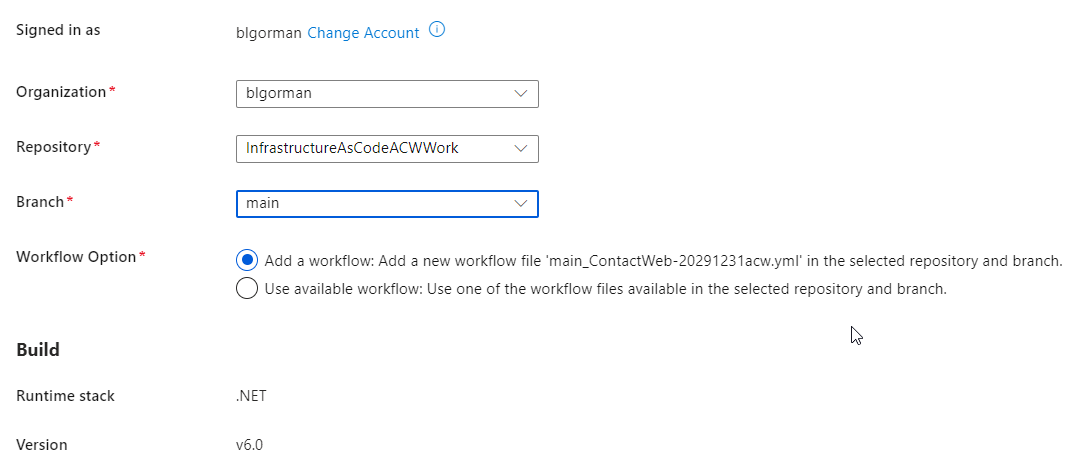 Signed in as blgorman Change Account
Organization* blgorman
Repository* InfrastructureAsCodeACWWork
Branch* main
Workflow Option* Add a workflow: Add a new workflow file 'main_ContactWeb-20291231acw.yml' in the selected repository and branch.
Use available workflow: Use one of the workflow files available in the selected repository and branch.
Build
Runtime stack .NET
Version v6.0